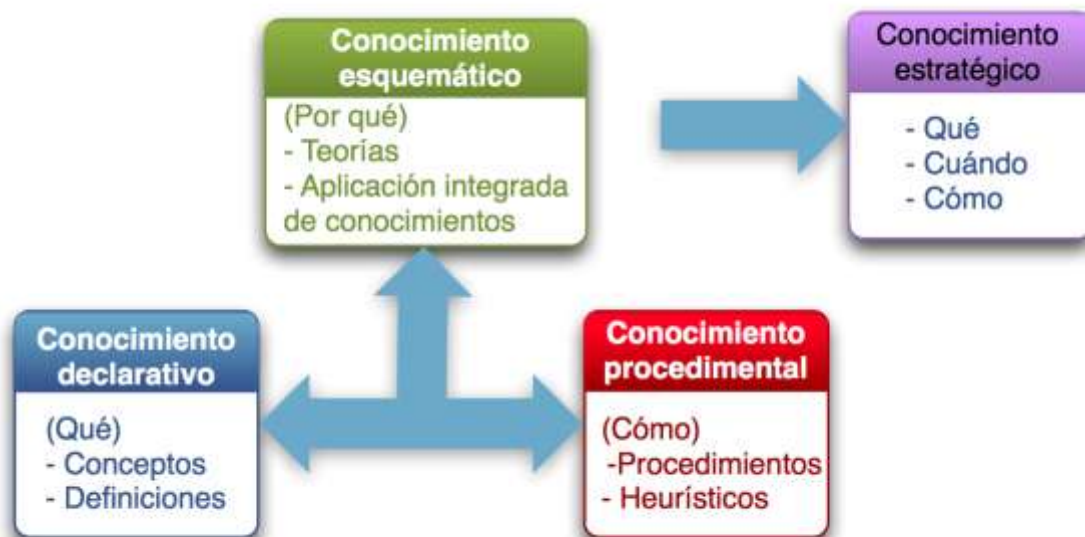 Conocimiento
esquemático
(Por qué)
- Teorías
- Aplicación integrada
de conocimientos
Conocimiento
estratégico
- Qué
- Cuándo
- Cómo
Conocimiento
declarativo
(Qué)
- Conceptos
- Definiciones
Conocimiento
procedimental
(Cómo)
-Procedimientos
- Heurísticos